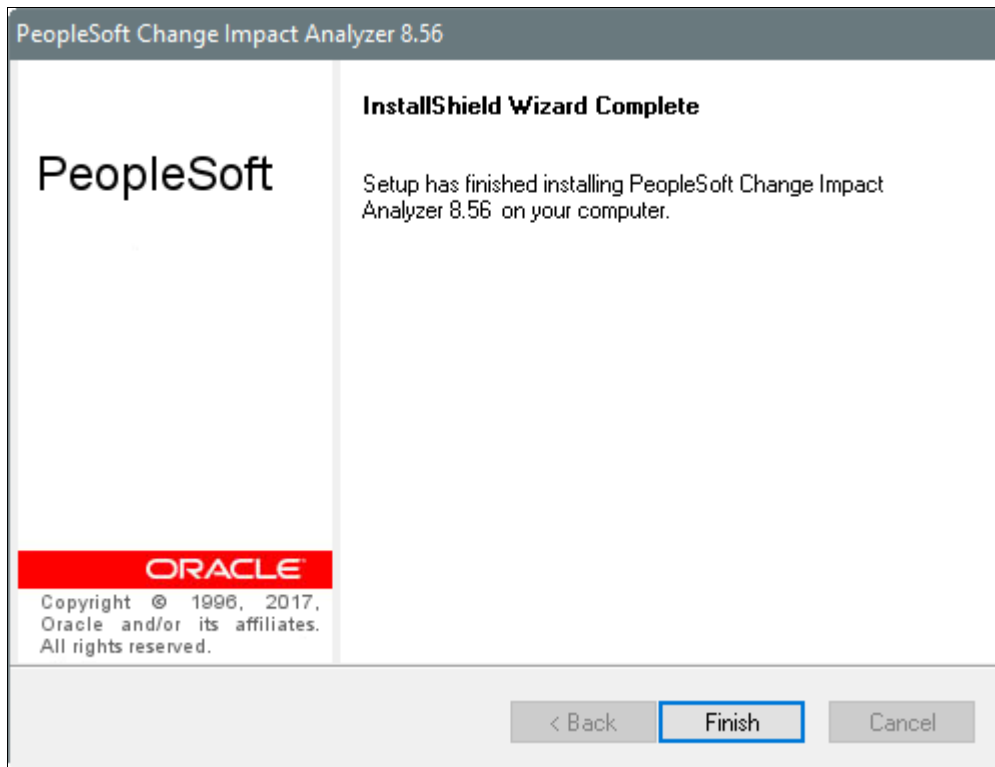 PeopleSoft Change Impact Analyzer 8.56
PeopleSoft
InstallShield Wizard Complete
Setup has finished installing PeopleSoft Change Impact
Analyzer 8.56 on your computer.
ORACLE
Copyright © 1996, 2017,
Oracle and/or its affiliates.
All rights reserved.
< Back
Finish
Cancel